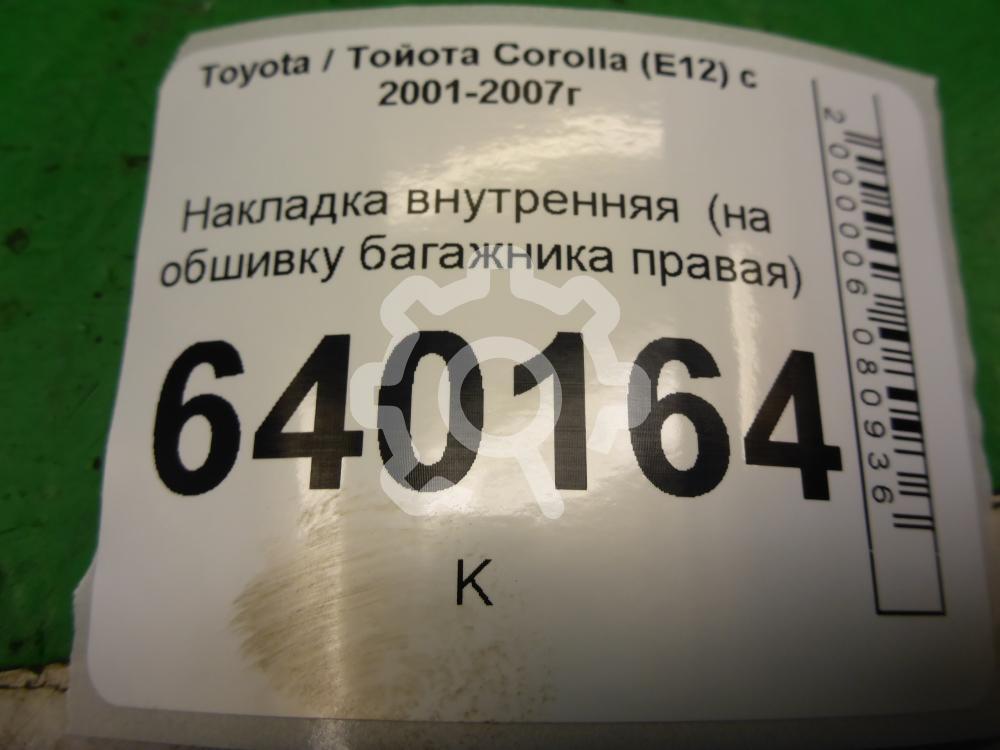 Toyota / Тойота Corolla (E12) с
2001-2007г
Накладка внутренняя (на
обшивку багажника правая)
640164
К
2000006080936